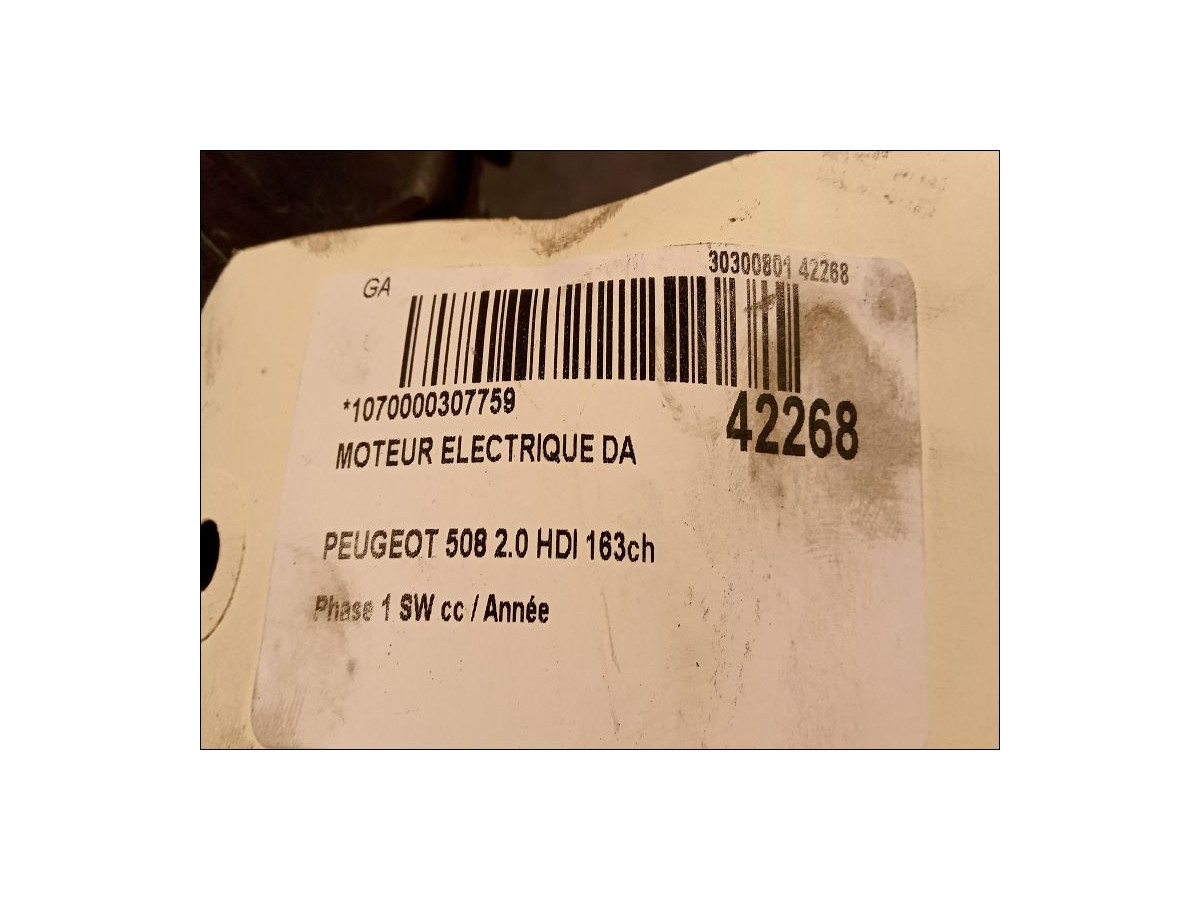 GA
30300801 42268
*1070000307759
42268
MOTEUR ELECTRIQUE DA
PEUGEOT 508 2.0 HDI 163ch
Phase 1 SW cc / Année